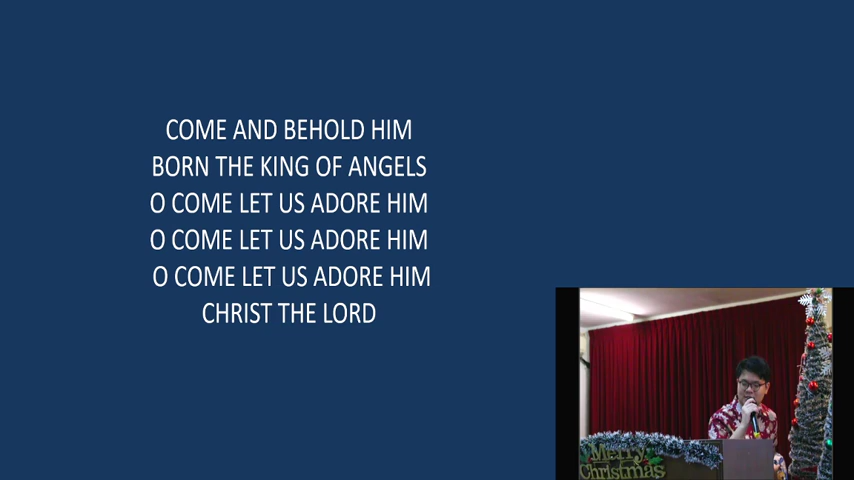 COME AND BEHOLD HIM
BORN THE KING OF ANGELS
O COME LET US ADORE HIM
O COME LET US ADORE HIM
O COME LET US ADORE HIM
CHRIST THE LORD
Merry
Christmas